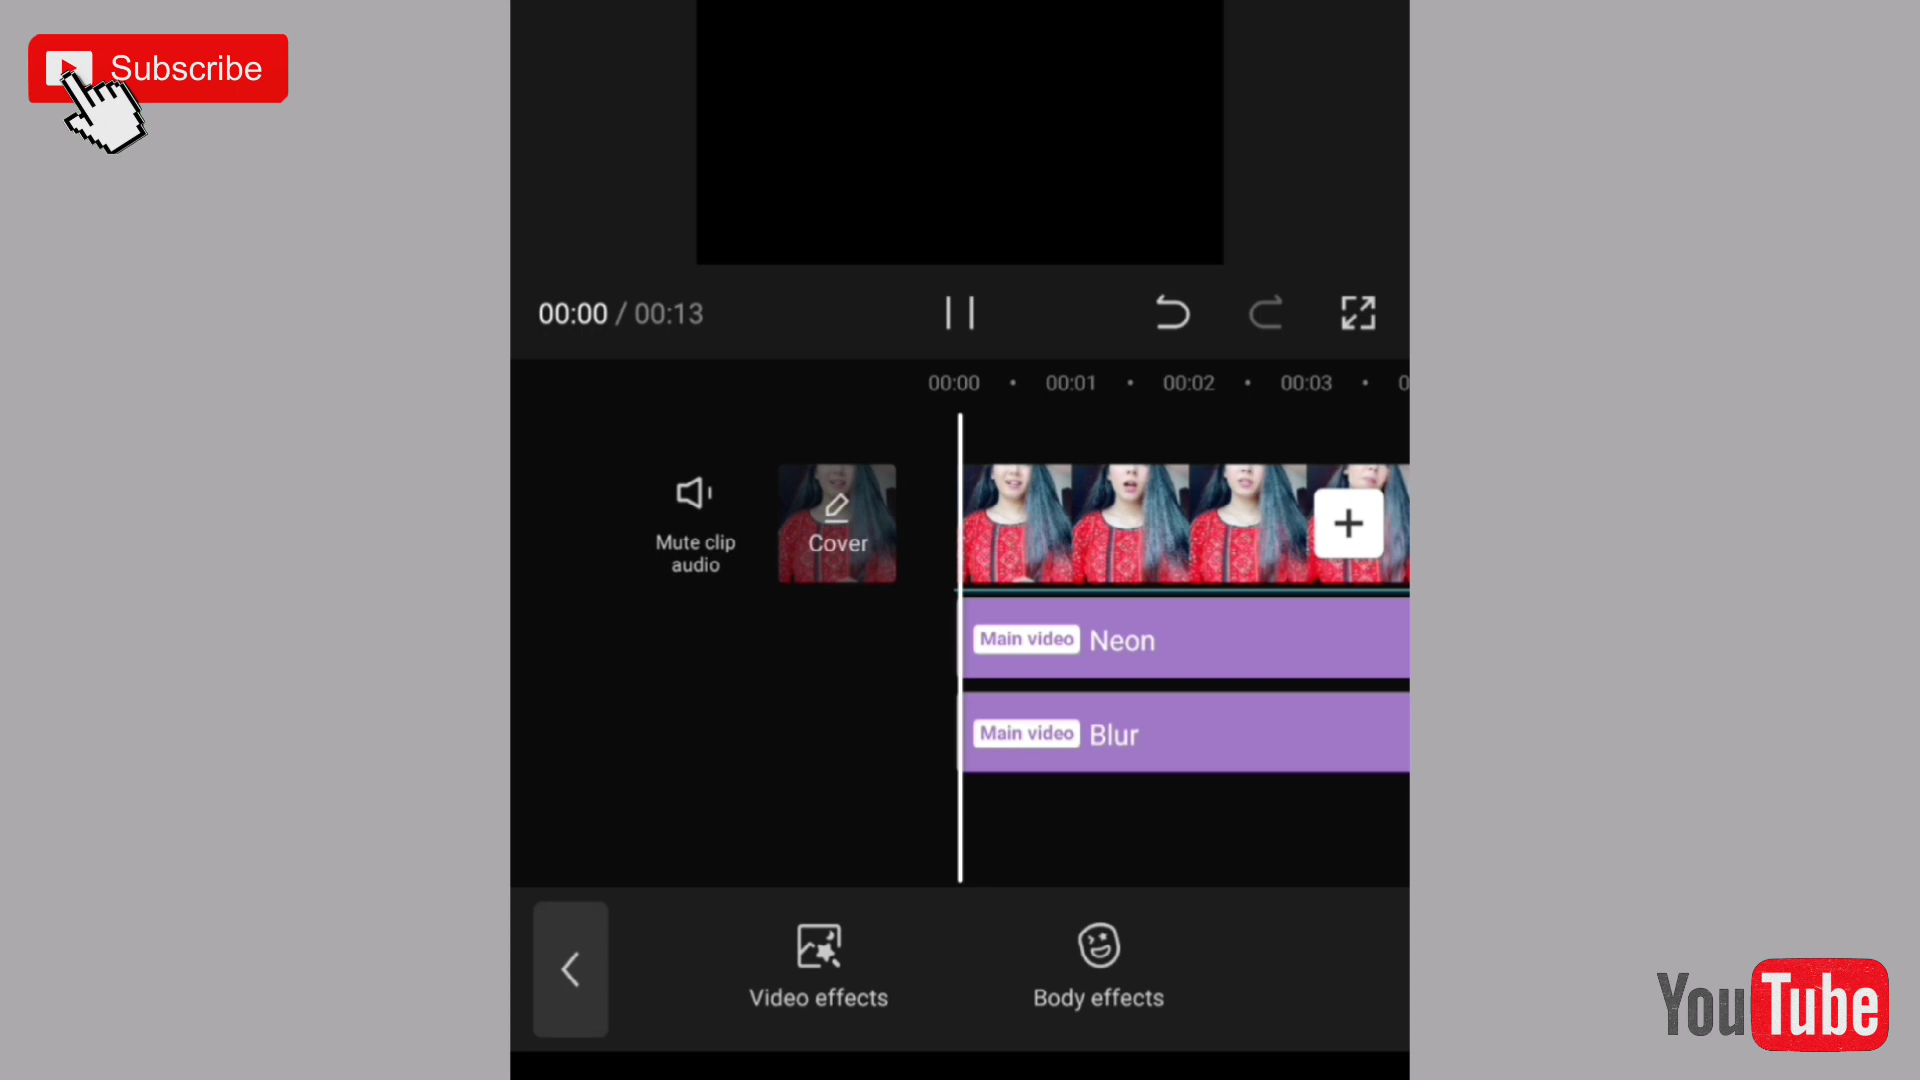 Subscribe
00:00 / 00:13
00:00 00:01 00:02 00:03 0
Mute clip
audio
Cover
Main video Neon
Main video Blur
Video effects
Body effects
YouTube